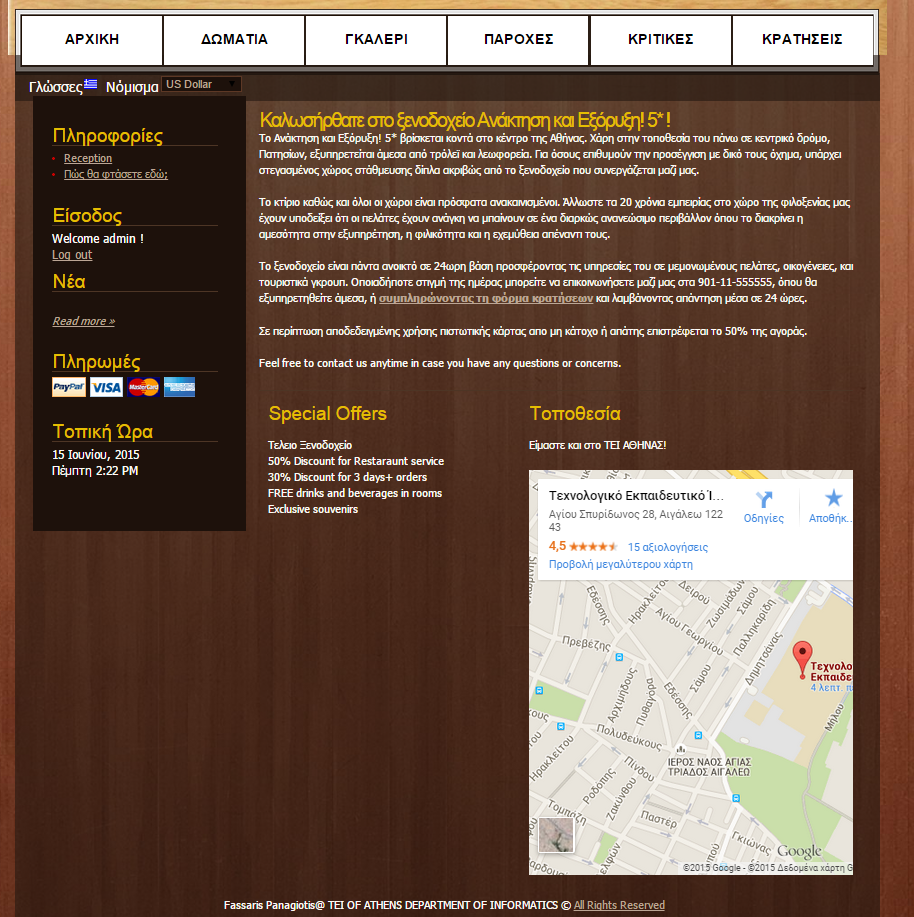 ΑΡΧΙΚΗ ΔΩΜΑΤΙΑ ΓΚΑΛΕΡΙ ΠΑΡΟΧΕΣ ΚΡΙΤΙΚΕΣ ΚΡΑΤΗΣΕΙΣ
Γλώσσες Νόμισμα US Dollar
Πληροφορίες
Reception
Πώς θα φτάσετε εδώ;
Είσοδος
Welcome admin !
Log out
Νέα
Read more »
Πληρωμές
PayPal VISA MasterCard
Τοπική Ώρα
15 Ιουνίου, 2015
Πέμπτη 2:22 PM
Καλωσήρθατε στο ξενοδοχείο Ανάκτηση και Εξόρυξη! 5* !
Το Ανάκτηση και Εξόρυξη! 5* βρίσκεται κοντά στο κέντρο της Αθήνας. Χάρη στην τοποθεσία του πάνω σε κεντρικό δρόμο,
Πατησίων, εξυπηρετείται άμεσα από τρόλεϊ και λεωφορεία. Για όσους επιθυμούν την προσέγγιση με δικό τους όχημα, υπάρχει
στεγασμένος χώρος στάθμευσης δίπλα ακριβώς από το ξενοδοχείο που συνεργάζεται μαζί μας.
Το κτίριο καθώς και όλοι οι χώροι είναι πρόσφατα ανακαινισμένοι. Άλλωστε τα 20 χρόνια εμπειρίας στο χώρο της φιλοξενίας μας
έχουν υποδείξει ότι οι πελάτες έχουν ανάγκη να μπαίνουν σε ένα διαρκώς ανανεώσιμο περιβάλλον όπου το διακρίνει η
αμεσότητα στην εξυπηρέτηση, η φιλικότητα και η εχεμύθεια απέναντι τους.
Το ξενοδοχείο είναι πάντα ανοικτό σε 24ωρη βάση προσφέροντας τις υπηρεσίες του σε μεμονωμένους πελάτες, οικογένειες, και
τουριστικά γκρουπ. Οποιαδήποτε στιγμή της ημέρας μπορείτε να επικοινωνήσετε μαζί μας στα 901-11-555555, όπου θα
εξυπηρετηθείτε άμεσα, ή συμπληρώνοντας τη φόρμα κρατήσεων και λαμβάνοντας απάντηση μέσα σε 24 ώρες.
Σε περίπτωση αποδεδειγμένης χρήσης πιστωτικής κάρτας απο μη κάτοχο ή απάτης επιστρέφεται το 50% της αγοράς.
Feel free to contact us anytime in case you have any questions or concerns.
Special Offers
Τελειο Ξενοδοχείο
50% Discount for Restaraunt service
30% Discount for 3 days+ orders
FREE drinks and beverages in rooms
Exclusive souvenirs
Τοποθεσία
Είμαστε και στο ΤΕΙ ΑΘΗΝΑΣ!
Τεχνολογικό Εκπαιδευτικό Ί...
Αγίου Σπυρίδωνος 28, Αιγάλεω 122
43
4,5 15 αξιολογήσεις
Προβολή μεγαλύτερου χάρτη
Οδηγίες
Αποθήκ...
Εδέσσης
Ηρακλείτου
Δειρού
Αγίου Γεωργίου
Ζωσιμάδων
Σάμου
Παλληκαρίδη
Πρεβέζης
Δημητσάνας
Τεχνολο
Εκπαιδε
4 λεπτ. π
Αρχιμήδους
Πυθαγόρα
Εδέσσης
Σάμου
Μήλου
Πολυδεύκους
Ηρακλείτου
ΙΕΡΟΣ ΝΑΟΣ ΑΓΙΑΣ
ΤΡΙΑΔΟΣ ΑΙΓΑΛΕΩ
Πίνδου
Ροδόπης
Ζακύνθου
Τομπάζη
Παστέρ
Γκιώνας
Google
©2015 Google - ©2015 Δεδομένα χάρτη G
Fassaris Panagiotis@ TEI OF ATHENS DEPARTMENT OF INFORMATICS © All Rights Reserved